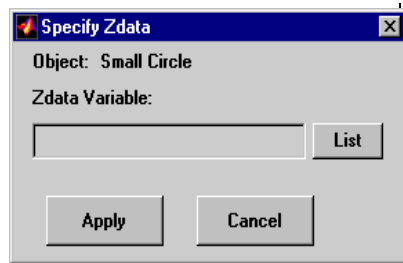 Specify Zdata
Object: Small Circle
Zdata Variable:
List
Apply Cancel